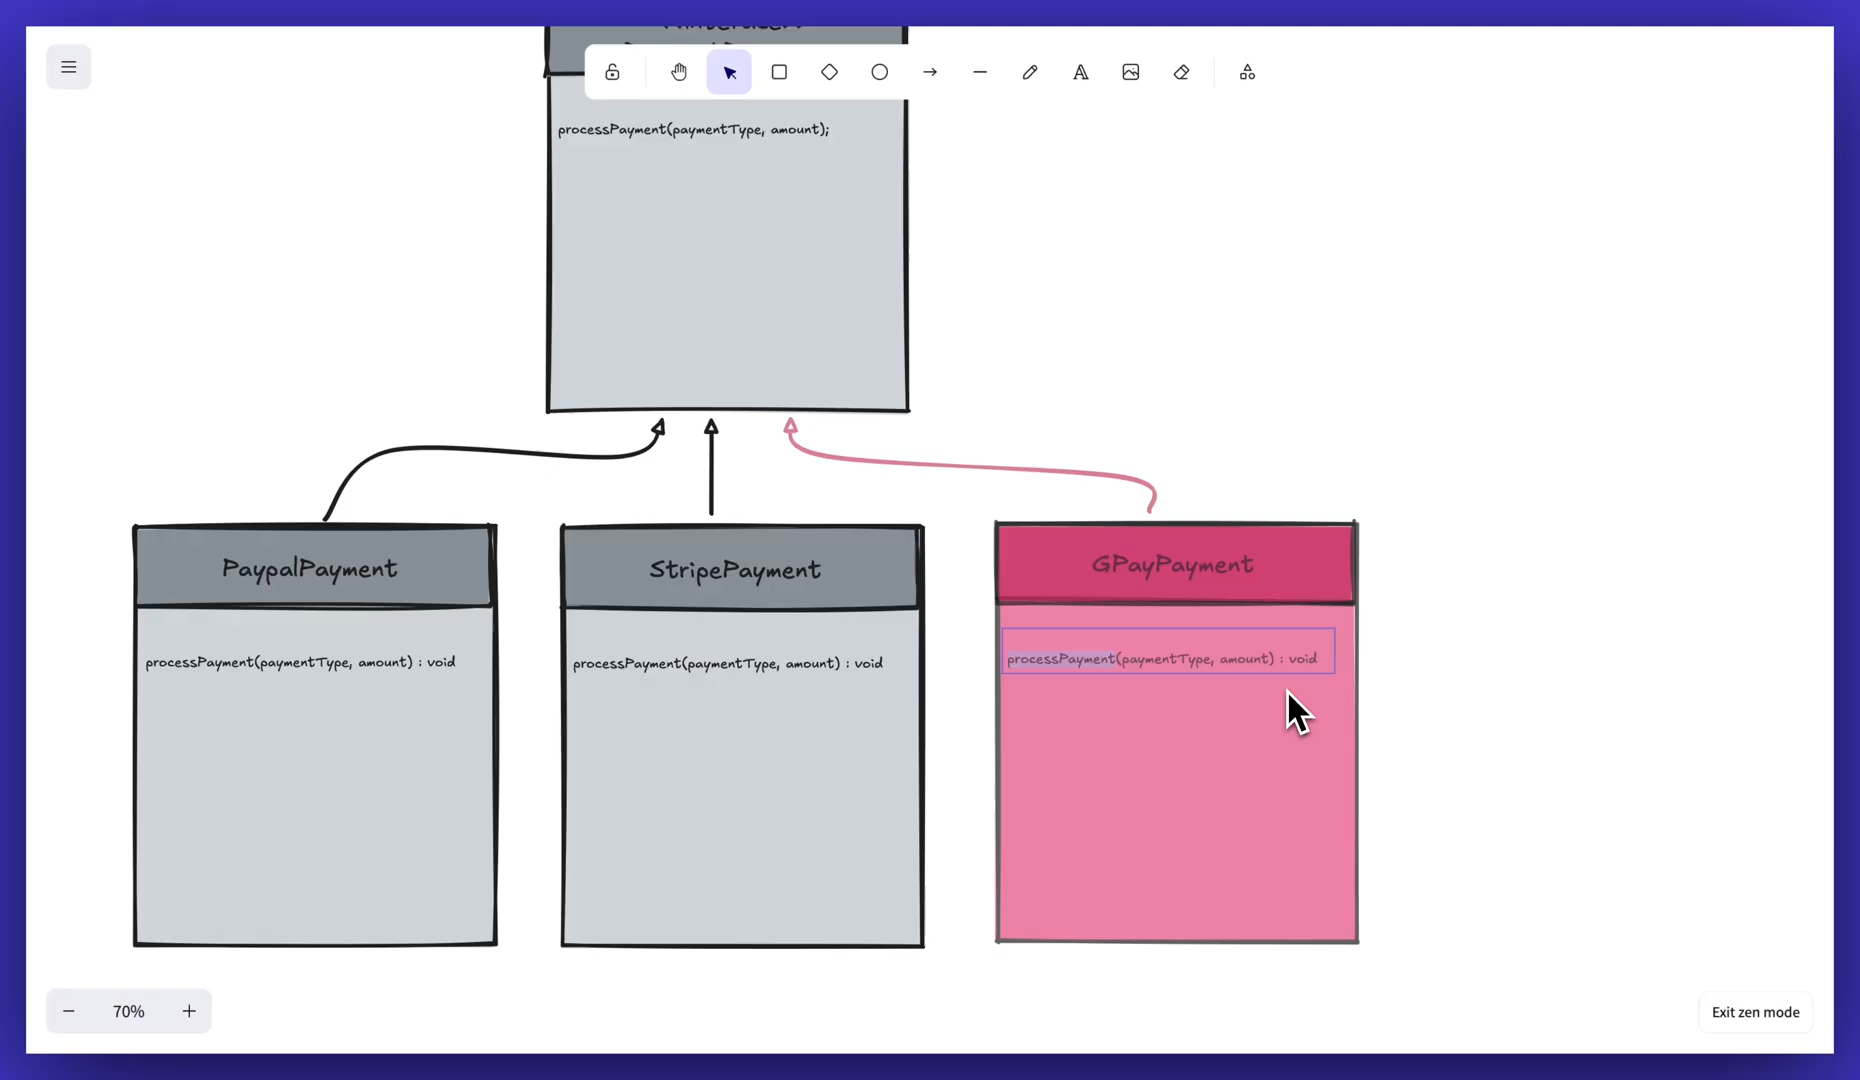 processPayment(paymentType, amount);
PaypalPayment
processPayment(paymentType, amount) : void
StripePayment
processPayment(paymentType, amount) : void
GPayPayment
processPayment(paymentType, amount) : void
70%
Exit zen mode